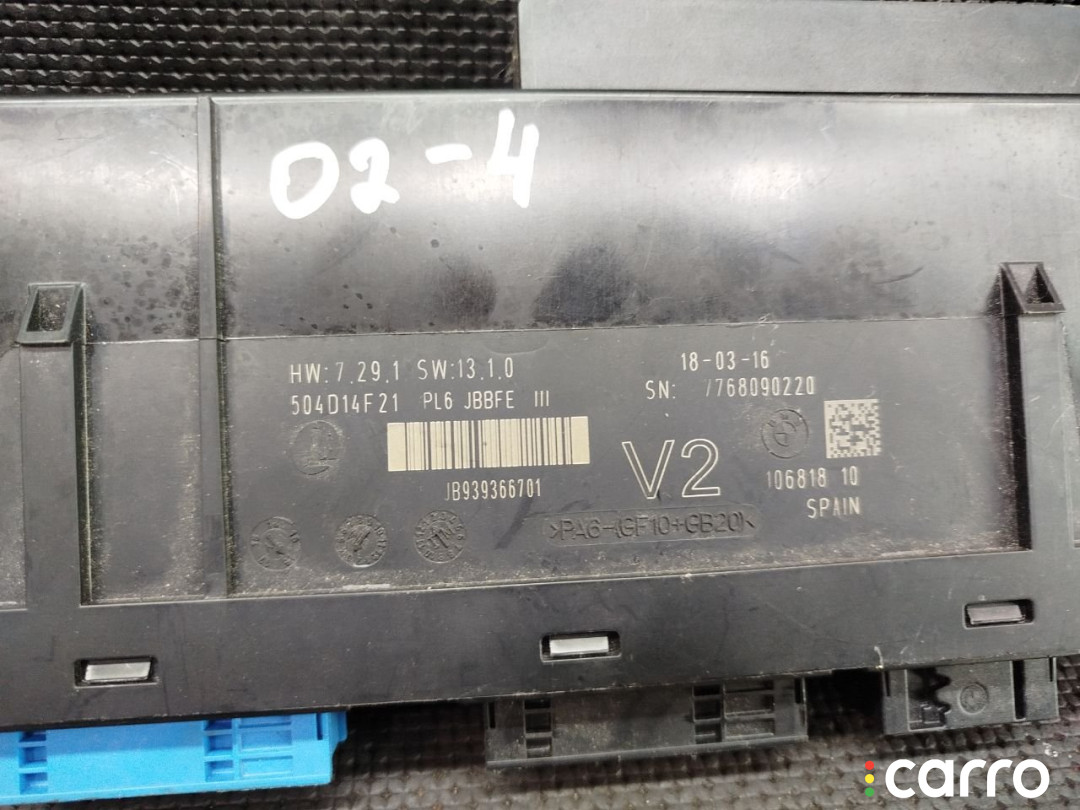 02-4
HW:7.29.1 SW:13.1.0
504D14F21 PL6 JBBFE III
JB939366701
18-03-16
SN: 7768090220
V2
106818 10
SPAIN
>PA6-(GF10+GB20)<
carro